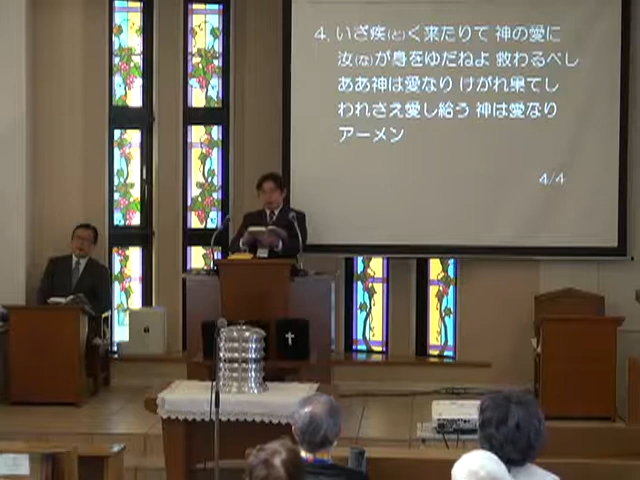 4. いざ疾(と)く来たりて 神の愛に
汝(な)が身をゆだねよ 救わるべし
ああ神は愛なり けがれ果てし
われさえ愛し給う 神は愛なり
アーメン
4/4